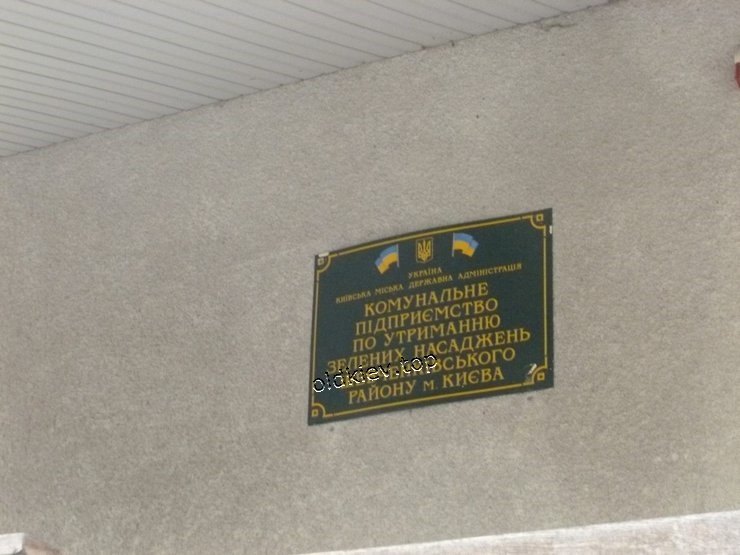 УКРАЇНА
КИЇВСЬКА МІСЬКА ДЕРЖАВНА АДМІНІСТРАЦІЯ
КОМУНАЛЬНЕ
ПІДПРИЄМСТВО
ПО УТРИМАННЮ
ЗЕЛЕНИХ НАСАДЖЕНЬ
oldkiev.top
РАЙОНУ м. КИЄВА